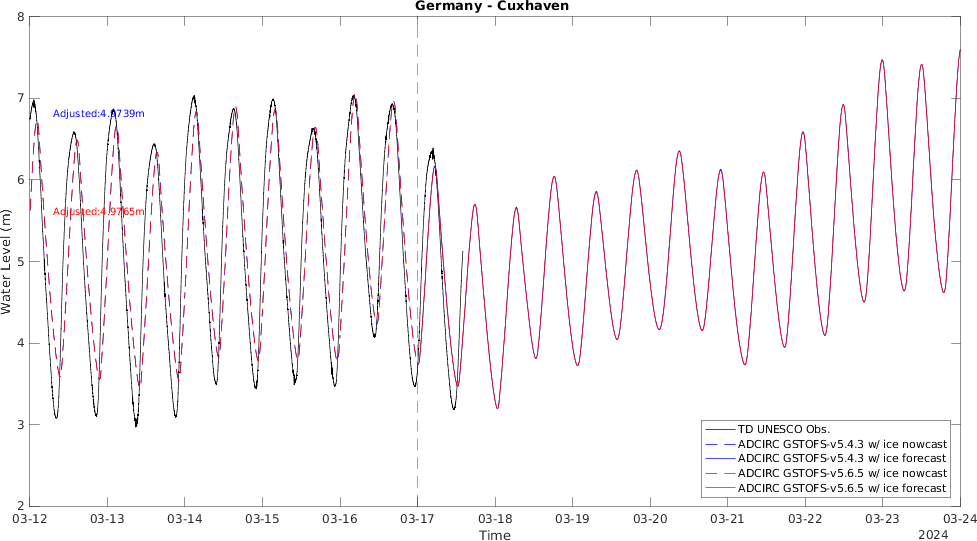 Germany - Cuxhaven
8
7
6
5
4
3
2
Water Level (m)
Adjusted:4.9739m
Adjusted:4.9765m
TD UNESCO Obs.
ADCIRC GSTOFS-v5.4.3 w/ ice nowcast
ADCIRC GSTOFS-v5.4.3 w/ ice forecast
ADCIRC GSTOFS-v5.6.5 w/ ice nowcast
ADCIRC GSTOFS-v5.6.5 w/ ice forecast
03-12 03-13 03-14 03-15 03-16 03-17 03-18 03-19 03-20 03-21 03-22 03-23 03-24
Time
2024